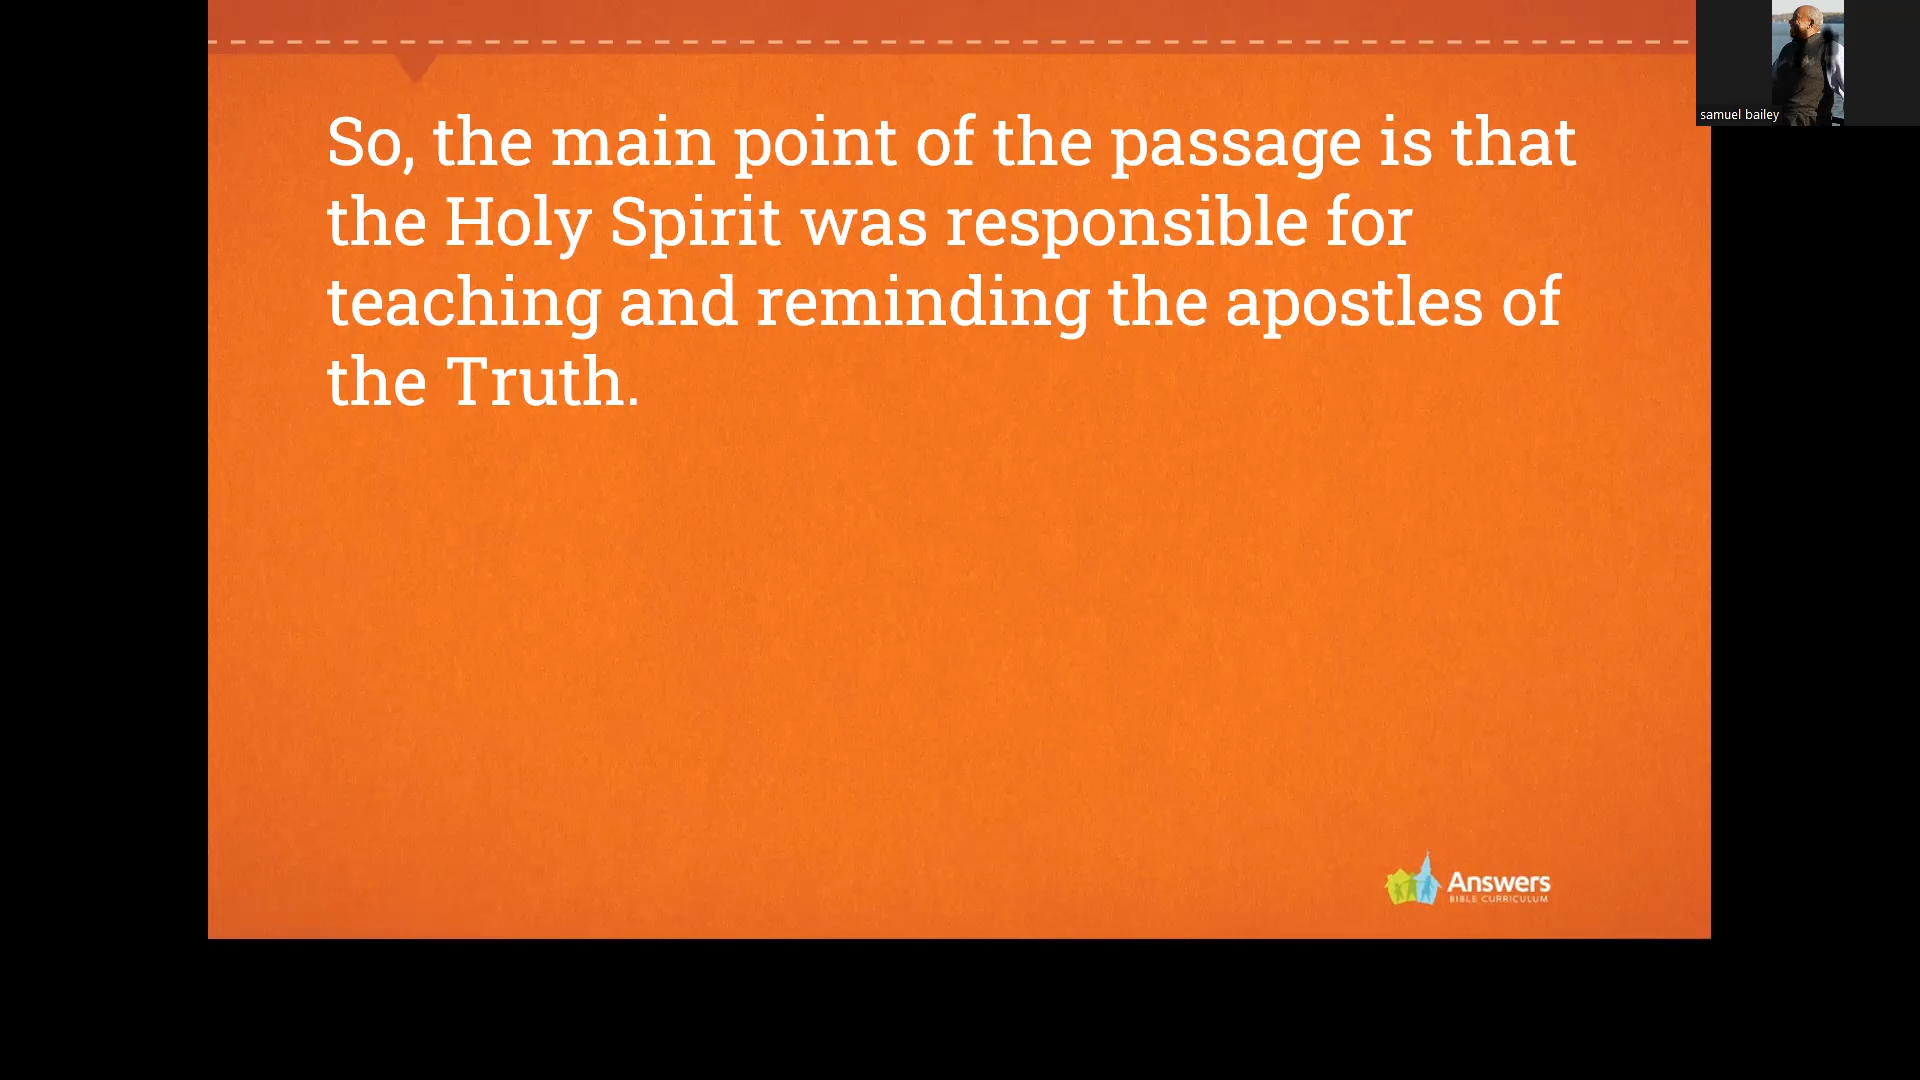 So, the main point of the passage is that
the Holy Spirit was responsible for
teaching and reminding the apostles of
the Truth.
samuel bailey
Answers
BIBLE CURRICULUM